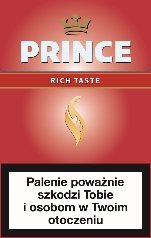 PRINCE
RICH TASTE
Palenie poważnie
szkodzi Tobie
i osobom w Twoim
otoczeniu